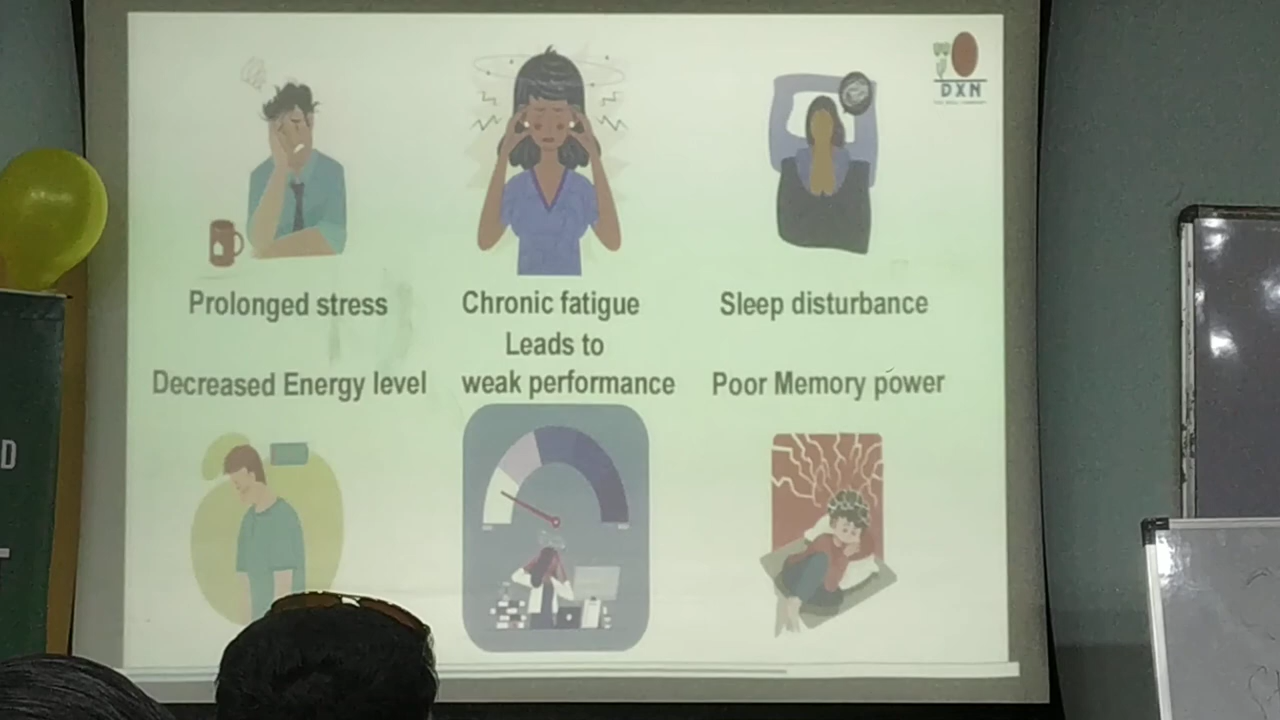 DXN
Prolonged stress
Chronic fatigue
Sleep disturbance
Leads to
Decreased Energy level
weak performance
Poor Memory power
D
T